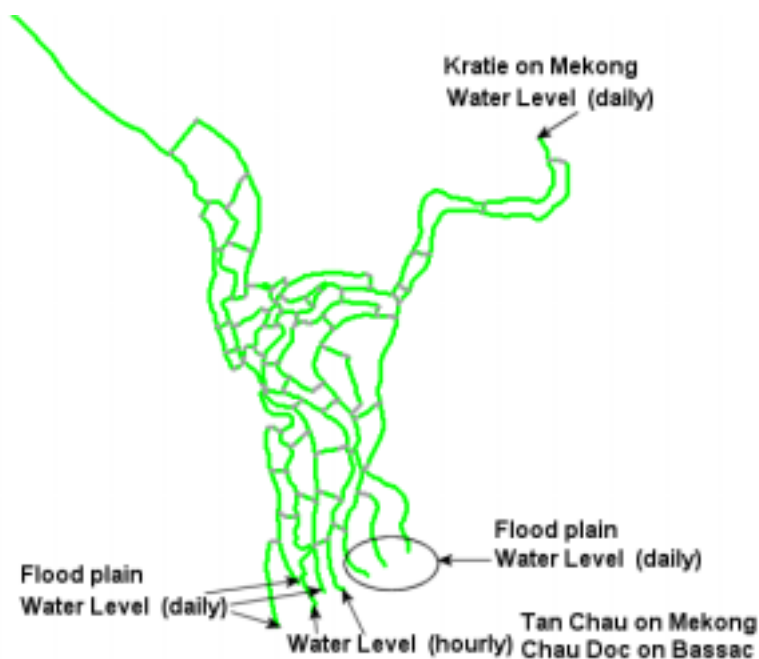 Kratie on Mekong
Water Level (daily)
Flood plain
Water Level (daily)
Flood plain
Water Level (daily)
Water Level (hourly)
Tan Chau on Mekong
Chau Doc on Bassac